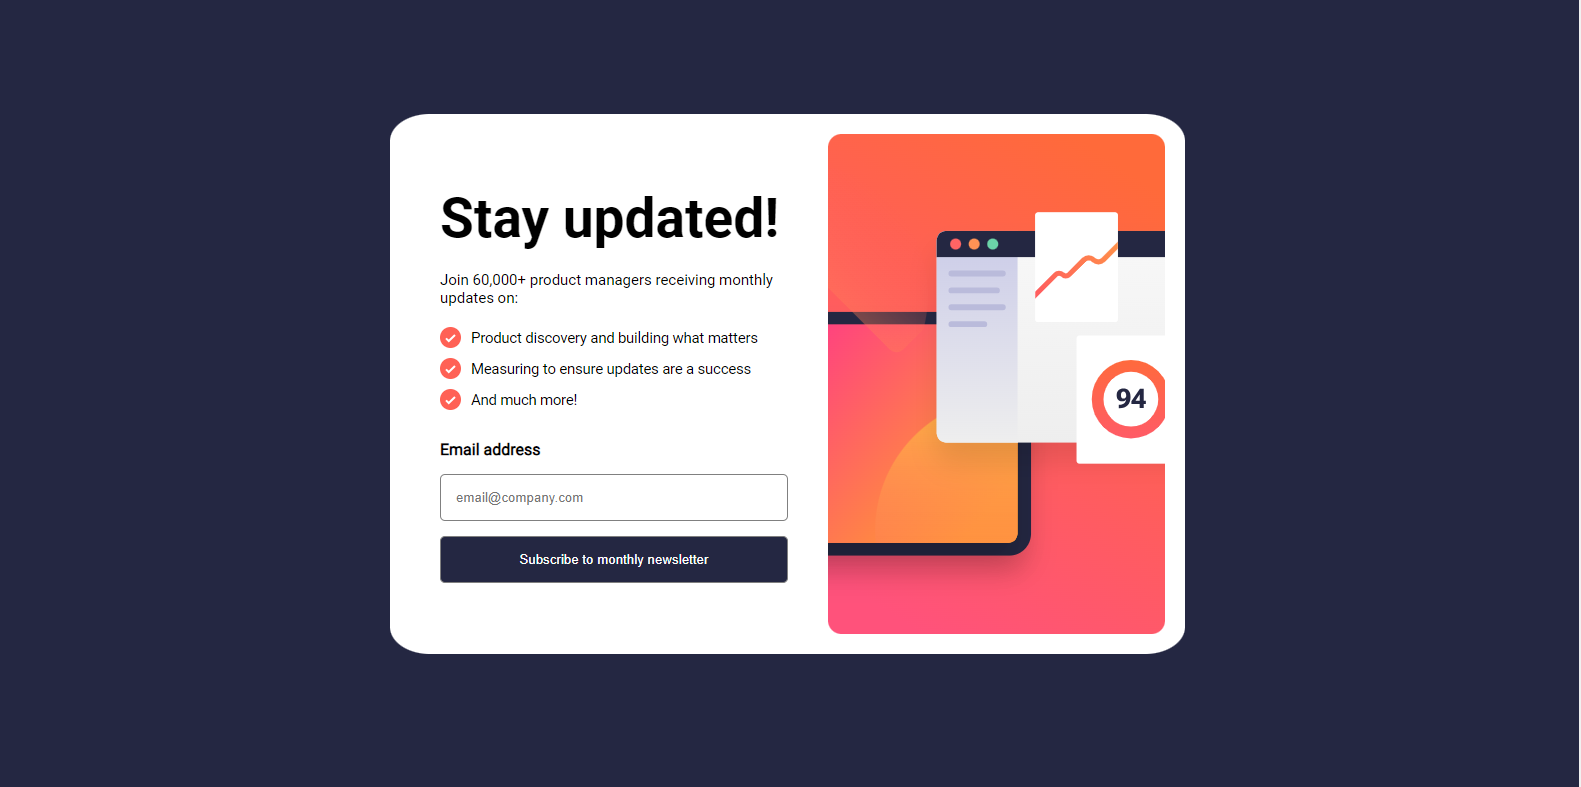 Stay updated!
Join 60,000+ product managers receiving monthly
updates on:
Product discovery and building what matters
Measuring to ensure updates are a success
And much more!
Email address
email@company.com
Subscribe to monthly newsletter
94